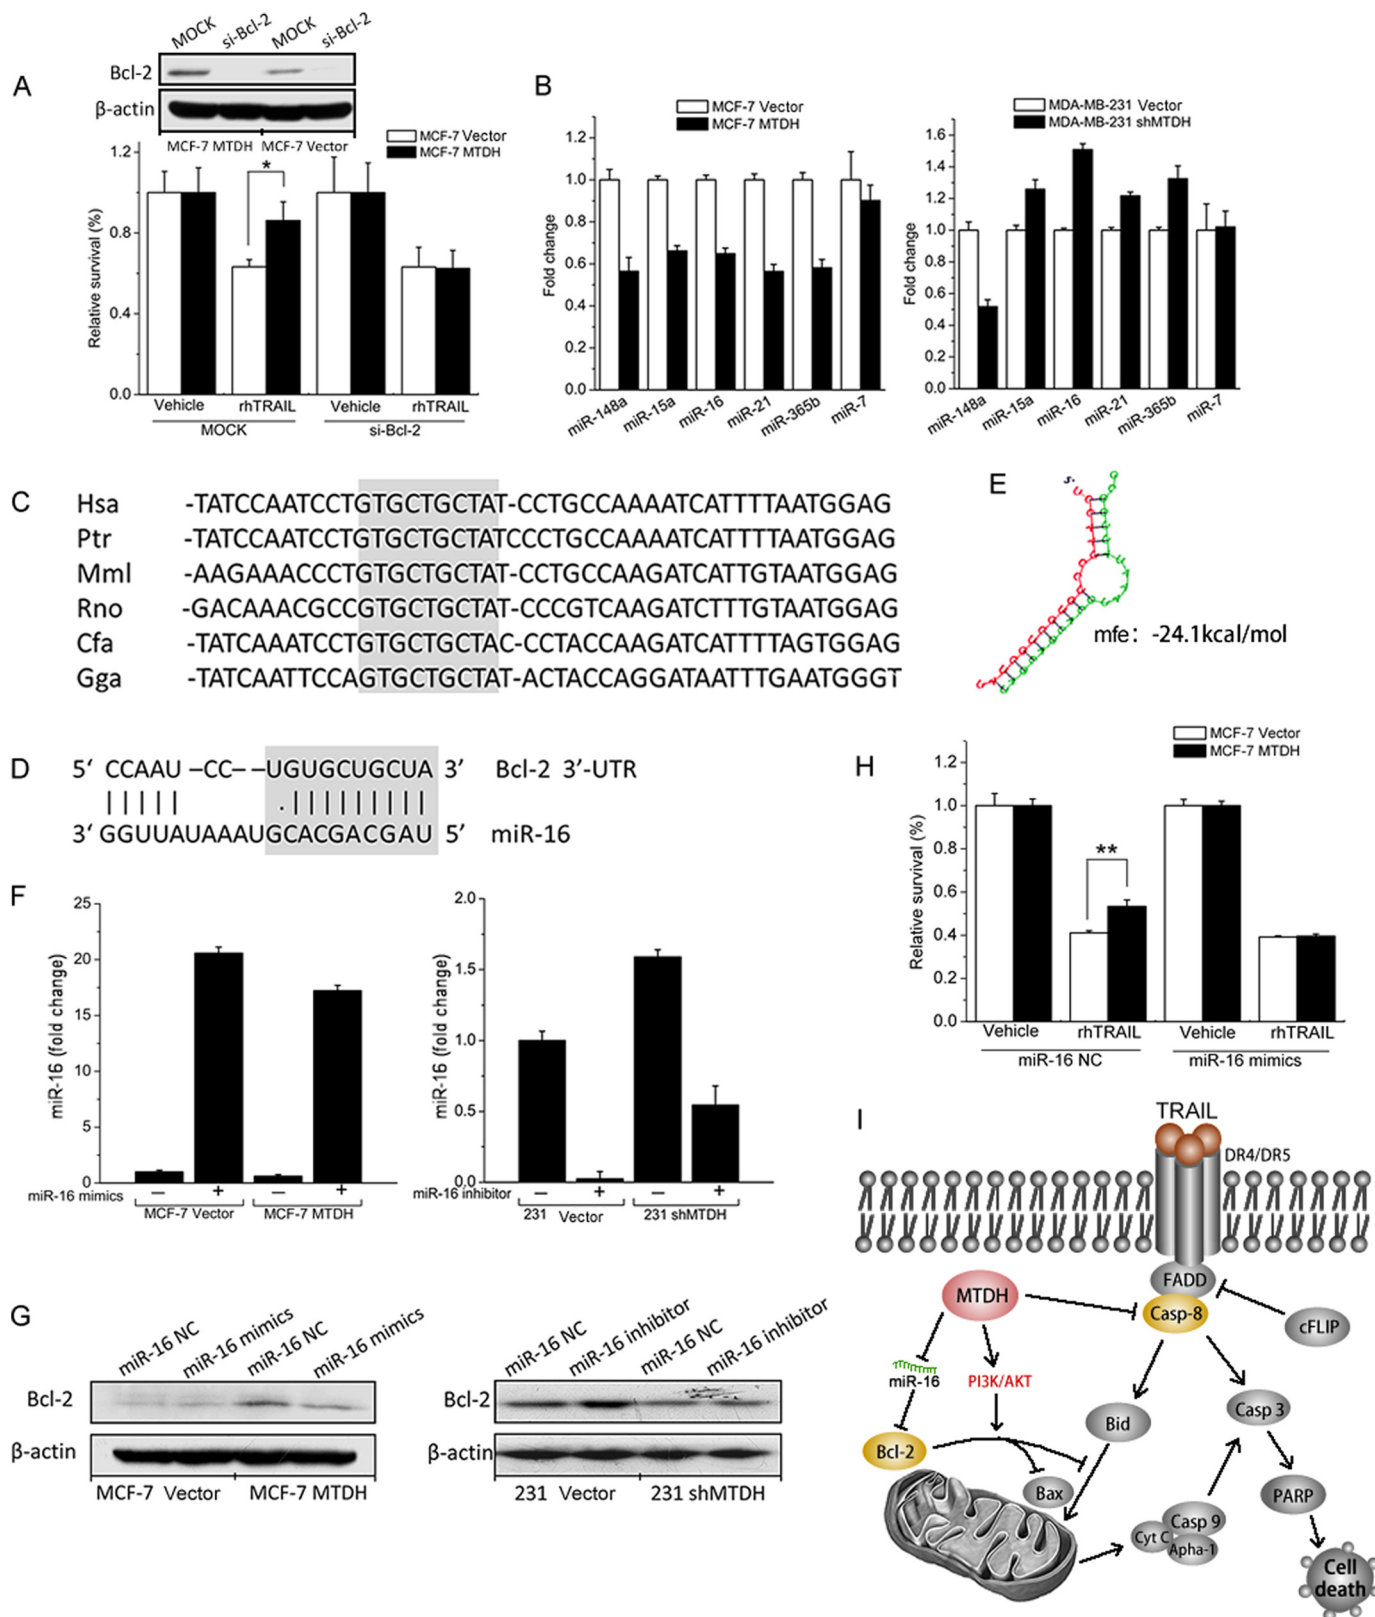 A
MOCK si-Bcl-2 MOCK si-Bcl-2
Bcl-2
β-actin
MCF-7 MTDH MCF-7 Vector
MCF-7 Vector
MCF-7 MTDH
*
Relative survival (%)
1.2
0.8
0.4
0.0
Vehicle rhTRAIL Vehicle rhTRAIL
MOCK si-Bcl-2
B
MCF-7 Vector
MCF-7 MTDH
Fold change
1.2
1.0
0.8
0.6
0.4
0.2
0.0
miR-148a miR-15a miR-16 miR-21 miR-365b miR-7
MDA-MB-231 Vector
MDA-MB-231 shMTDH
Fold change
1.6
1.4
1.2
1.0
0.8
0.6
0.4
0.2
0.0
miR-148a miR-15a miR-16 miR-21 miR-365b miR-7
C
Hsa -TATCCAATCCTGTGCTGCTAT-CCTGCCAAAATCATTTTAATGGAG
Ptr -TATCCAATCCTGTGCTGCTATCCCTGCCAAAATCATTTTAATGGAG
Mml -AAGAAACCCTGTGCTGCTAT-CCTGCCAAGATCATTGTAATGGAG
Rno -GACAAACGCCGTGCTGCTAT-CCCGTCAAGATCTTTGTAATGGAG
Cfa -TATCAAATCCTGTGCTGCTAC-CCTACCAAGATCATTTTAGTGGAG
Gga -TATCAATTCCAGTGCTGCTAT-ACTACCAGGATAATTTGAATGGGT
E
mfe: -24.1kcal/mol
D
5‘ CCAAU –CC– –UGUGCUGCUA 3’ Bcl-2 3’-UTR
| | | | | . | | | | | | | | |
3‘ GGUUAUAAAUGCACGACGAU 5’ miR-16
F
miR-16 (fold change)
25
20
15
10
5
0
miR-16 mimics – + – +
MCF-7 Vector MCF-7 MTDH
miR-16 (fold change)
2.0
1.5
1.0
0.5
0.0
miR-16 inhibitor – + – +
231 Vector 231 shMTDH
H
MCF-7 Vector
MCF-7 MTDH
**
Relative survival (%)
1.2
1.0
0.8
0.6
0.4
0.2
0.0
Vehicle rhTRAIL Vehicle rhTRAIL
miR-16 NC miR-16 mimics
G
miR-16 NC miR-16 mimics miR-16 NC miR-16 mimics
Bcl-2
β-actin
MCF-7 Vector MCF-7 MTDH
miR-16 NC miR-16 inhibitor miR-16 NC miR-16 inhibitor
Bcl-2
β-actin
231 Vector 231 shMTDH
I
TRAIL
DR4/DR5
FADD
MTDH
Casp-8
cFLIP
miR-16
PI3K/AKT
Bid
Casp 3
Bcl-2
Bax
PARP
Casp 9
Cyt C
Apha-1
Cell
death